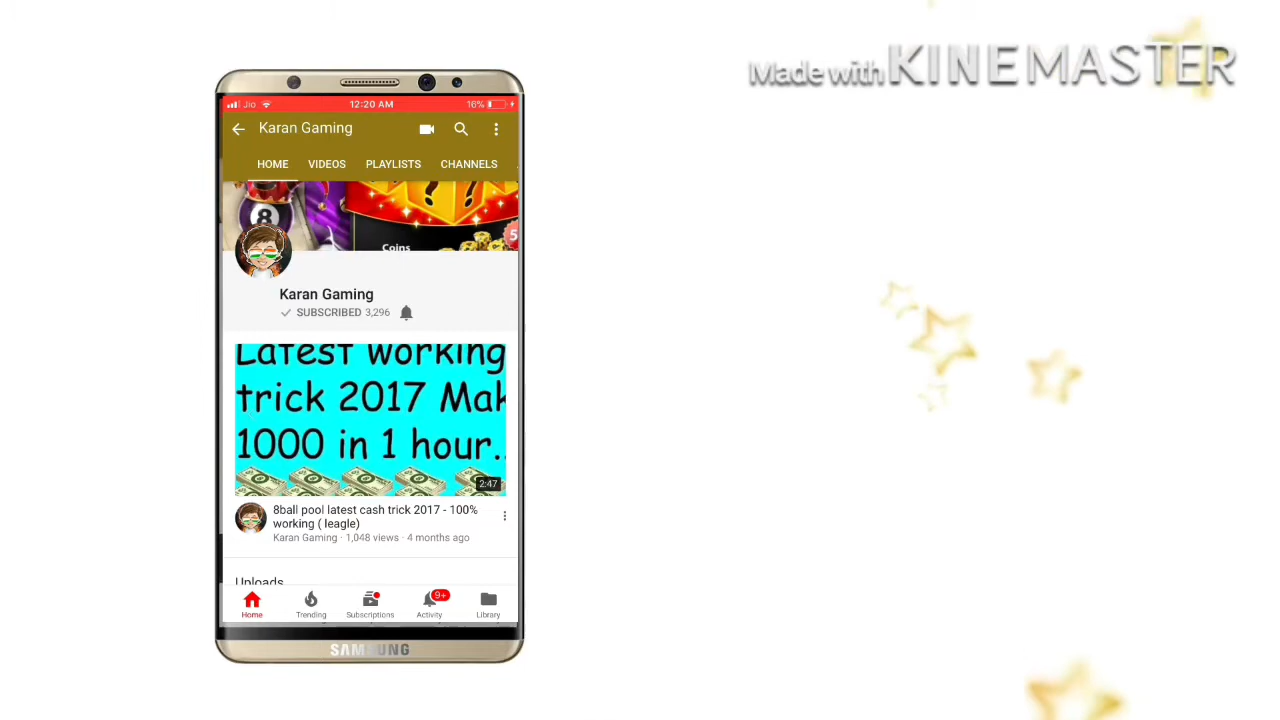 Made with KINEMASTER
Jio 12:20 AM 16%
Karan Gaming
HOME VIDEOS PLAYLISTS CHANNELS
8
Coins
5
Karan Gaming
SUBSCRIBED 3,296
Latest working
trick 2017 Mak
1000 in 1 hour..
2:47
8ball pool latest cash trick 2017 - 100%
working ( leagle)
Karan Gaming · 1,048 views · 4 months ago
Uploads
9+
Home Trending Subscriptions Activity Library
SAMSUNG